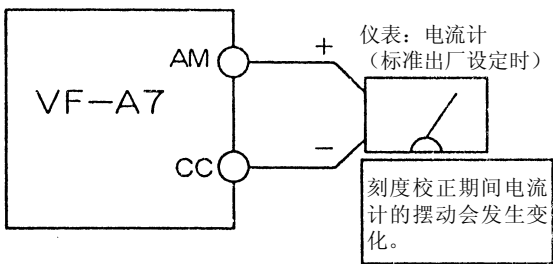 AM
+
仪表：电流计
（标准出厂设定时）
VF-A7
CC
−
刻度校正期间电流
计的摆动会发生变
化。